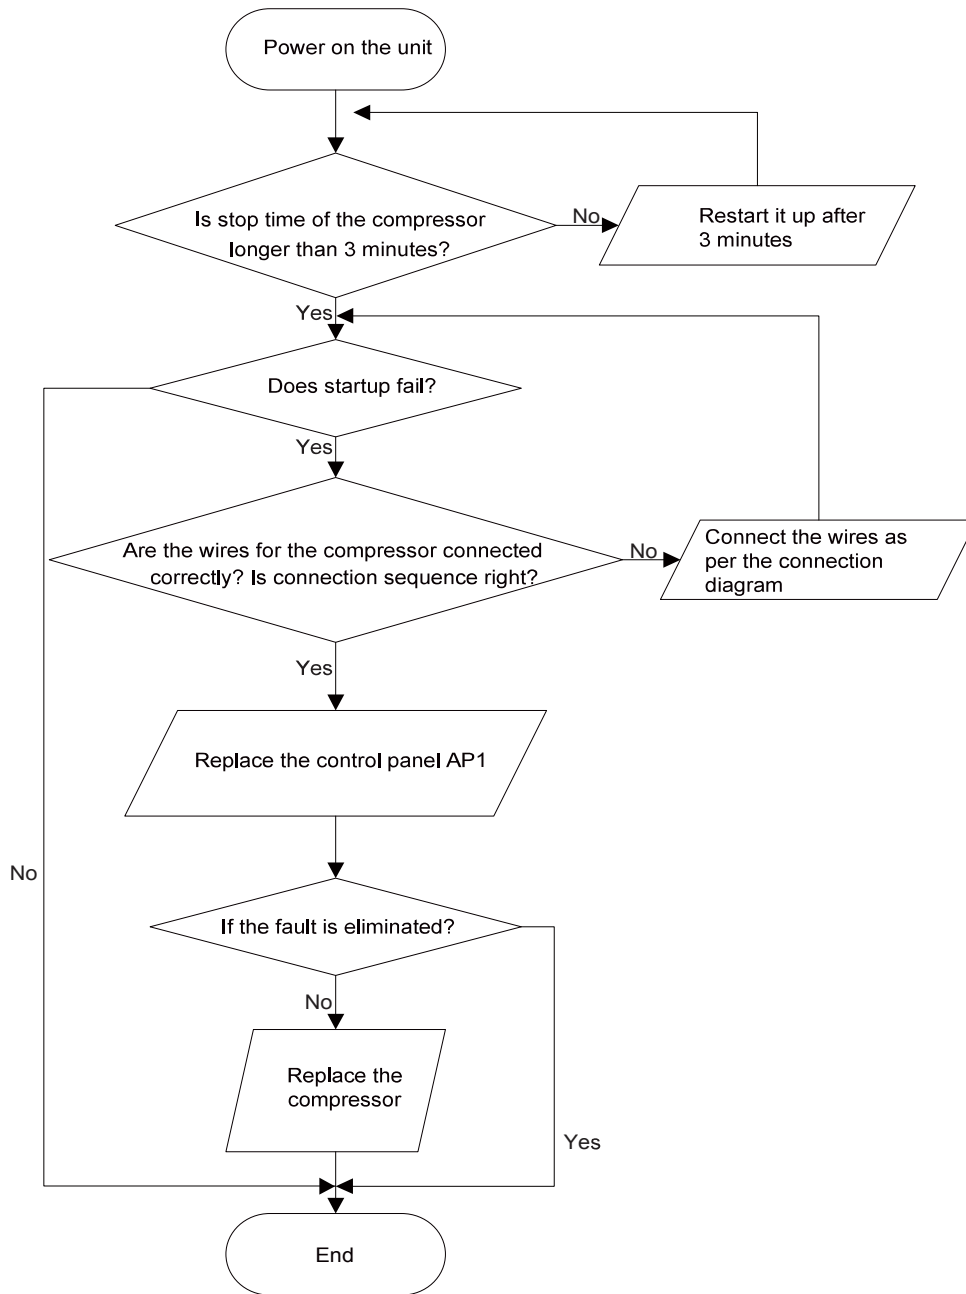 Power on the unit
Is stop time of the compressor
longer than 3 minutes?
No
Restart it up after
3 minutes
Yes
Does startup fail?
Yes
Are the wires for the compressor connected
correctly? Is connection sequence right?
No
Connect the wires as
per the connection
diagram
Yes
Replace the control panel AP1
No
If the fault is eliminated?
No
Replace the
compressor
Yes
End